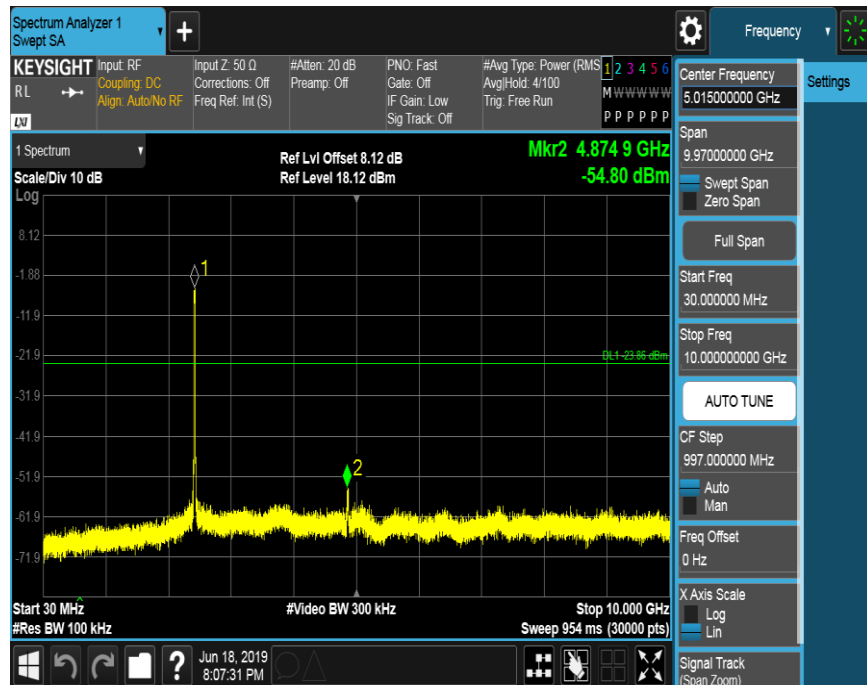 Spectrum Analyzer 1
Swept SA
+
Frequency
KEYSIGHT
RL
LXI
Input: RF
Coupling: DC
Align: Auto/No RF
Input Z: 50 Ω
Corrections: Off
Freq Ref: Int (S)
#Atten: 20 dB
Preamp: Off
PNO: Fast
Gate: Off
IF Gain: Low
Sig Track: Off
#Avg Type: Power (RMS
Avg|Hold: 4/100
Trig: Free Run
1 2 3 4 5 6
M W W W W W
P P P P P P
1 Spectrum
Scale/Div 10 dB
Log
Ref Lvl Offset 8.12 dB
Ref Level 18.12 dBm
Mkr2 4.874 9 GHz
-54.80 dBm
8.12
-1.88
-11.9
-21.9
-31.9
-41.9
-51.9
-61.9
-71.9
1
2
DL1 -23.86 dBm
Start 30 MHz
#Res BW 100 kHz
#Video BW 300 kHz
Stop 10.000 GHz
Sweep 954 ms (30000 pts)
?
Jun 18, 2019
8:07:31 PM
Center Frequency
5.015000000 GHz
Span
9.97000000 GHz
Swept Span
Zero Span
Full Span
Start Freq
30.000000 MHz
Stop Freq
10.000000000 GHz
AUTO TUNE
CF Step
997.000000 MHz
Auto
Man
Freq Offset
0 Hz
X Axis Scale
Log
Lin
Signal Track
(Span Zoom)
Settings